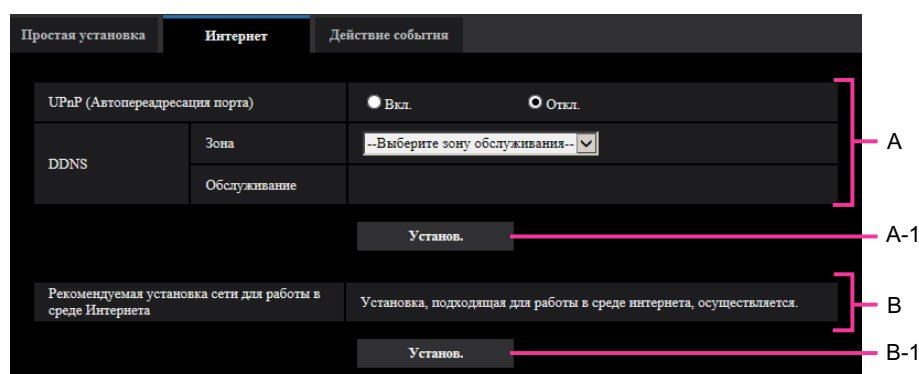 Простая установка Интернет Действие события
UPnP (Автопереадресация порта) Вкл. Откл.
A
DDNS Зона --Выберите зону обслуживания--
Обслуживание
Установ.
A-1
Рекомендуемая установка сети для работы в
среде Интернета
Установка, подходящая для работы в среде интернета, осуществляется.
B
Установ.
B-1